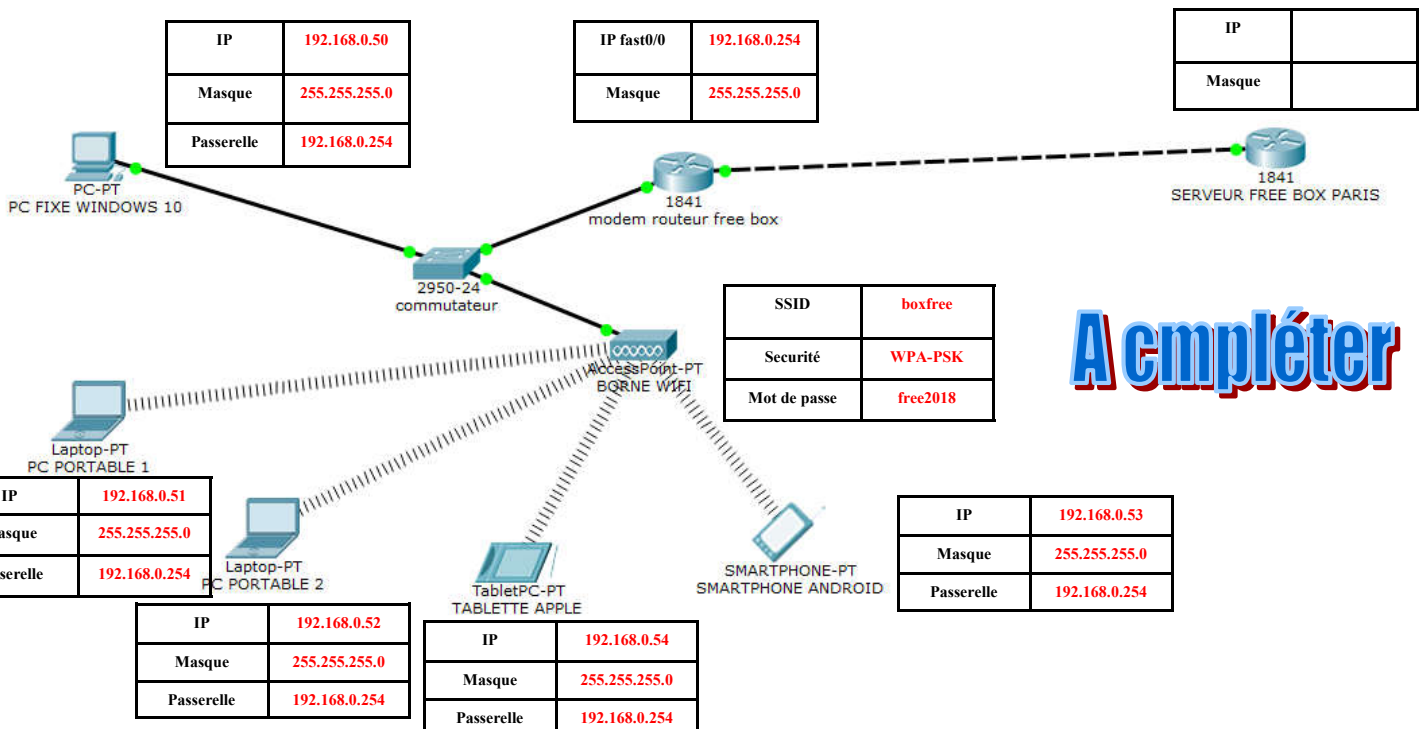 IP 192.168.0.50
Masque 255.255.255.0
Passerelle 192.168.0.254
IP fast0/0 192.168.0.254
Masque 255.255.255.0
IP
Masque
PC-PT
PC FIXE WINDOWS 10
1841
modem routeur free box
1841
SERVEUR FREE BOX PARIS
2950-24
commutateur
SSID boxfree
Securité WPA-PSK
Mot de passe free2018
A cmpléter
AccessPoint-PT
BORNE WIFI
Laptop-PT
PC PORTABLE 1
IP 192.168.0.51
asque 255.255.255.0
serelle 192.168.0.254
Laptop-PT
PC PORTABLE 2
IP 192.168.0.52
Masque 255.255.255.0
Passerelle 192.168.0.254
TabletPC-PT
TABLETTE APPLE
IP 192.168.0.54
Masque 255.255.255.0
Passerelle 192.168.0.254
SMARTPHONE-PT
SMARTPHONE ANDROID
IP 192.168.0.53
Masque 255.255.255.0
Passerelle 192.168.0.254